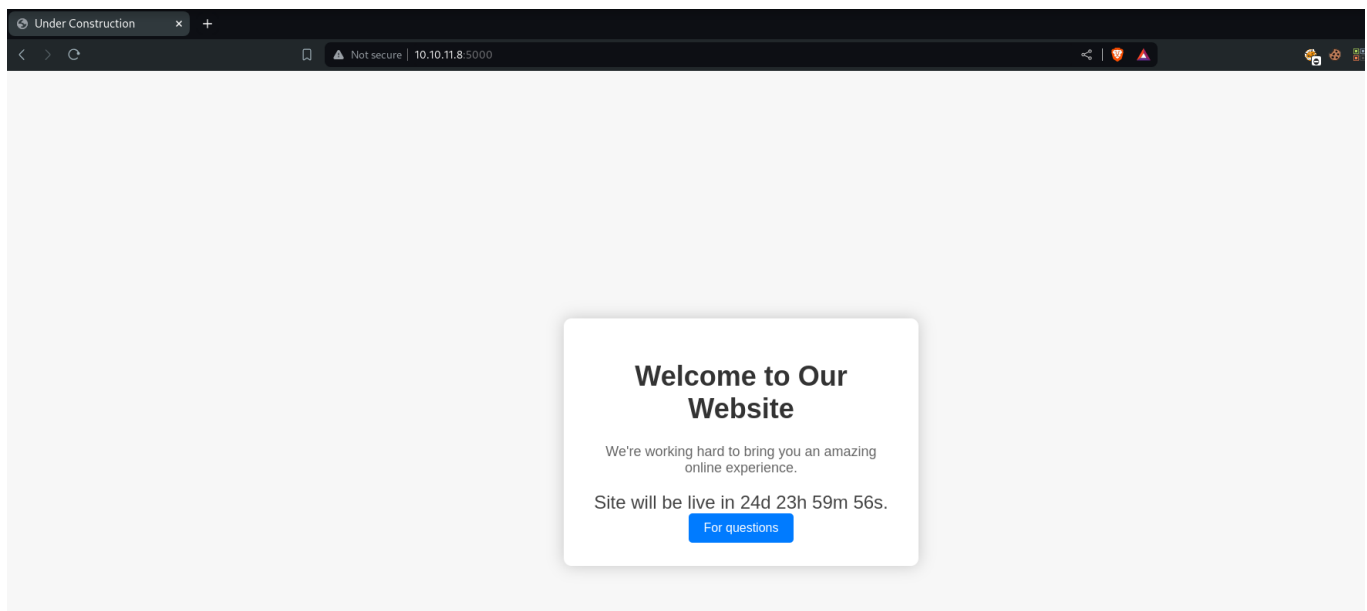 Under Construction
Not secure | 10.10.11.8:5000
Welcome to Our
Website
We're working hard to bring you an amazing
online experience.
Site will be live in 24d 23h 59m 56s.
For questions